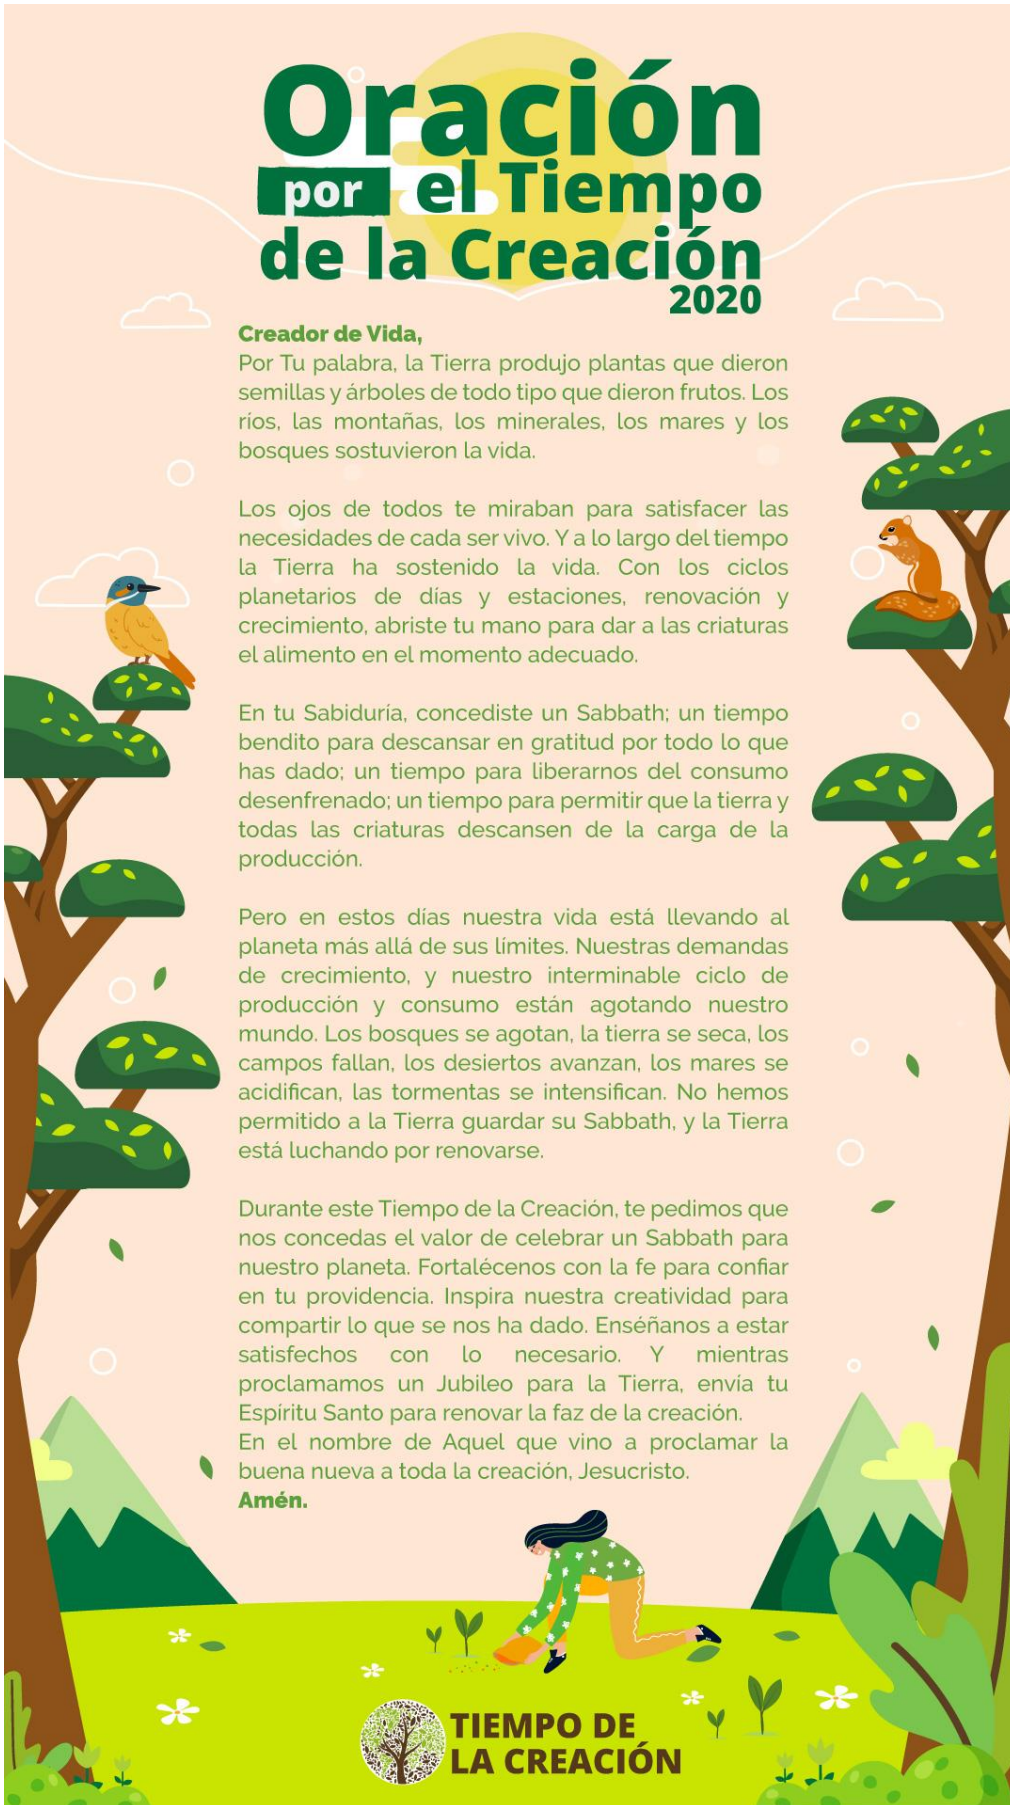 Oración
por el Tiempo
de la Creación
2020
Creador de Vida,
Por Tu palabra, la Tierra produjo plantas que dieron
semillas y árboles de todo tipo que dieron frutos. Los
ríos, las montañas, los minerales, los mares y los
bosques sostuvieron la vida.
Los ojos de todos te miraban para satisfacer las
necesidades de cada ser vivo. Y a lo largo del tiempo
la Tierra ha sostenido la vida. Con los ciclos
planetarios de días y estaciones, renovación y
crecimiento, abriste tu mano para dar a las criaturas
el alimento en el momento adecuado.
En tu Sabiduría, concediste un Sabbath; un tiempo
bendito para descansar en gratitud por todo lo que
has dado; un tiempo para liberarnos del consumo
desenfrenado; un tiempo para permitir que la tierra y
todas las criaturas descansen de la carga de la
producción.
Pero en estos días nuestra vida está llevando al
planeta más allá de sus límites. Nuestras demandas
de crecimiento, y nuestro interminable ciclo de
producción y consumo están agotando nuestro
mundo. Los bosques se agotan, la tierra se seca, los
campos fallan, los desiertos avanzan, los mares se
acidifican, las tormentas se intensifican. No hemos
permitido a la Tierra guardar su Sabbath, y la Tierra
está luchando por renovarse.
Durante este Tiempo de la Creación, te pedimos que
nos concedas el valor de celebrar un Sabbath para
nuestro planeta. Fortalécenos con la fe para confiar
en tu providencia. Inspira nuestra creatividad para
compartir lo que se nos ha dado. Enséñanos a estar
satisfechos con lo necesario. Y mientras
proclamamos un Jubileo para la Tierra, envía tu
Espíritu Santo para renovar la faz de la creación.
En el nombre de Aquel que vino a proclamar la
buena nueva a toda la creación, Jesucristo.
Amén.
TIEMPO DE
LA CREACIÓN